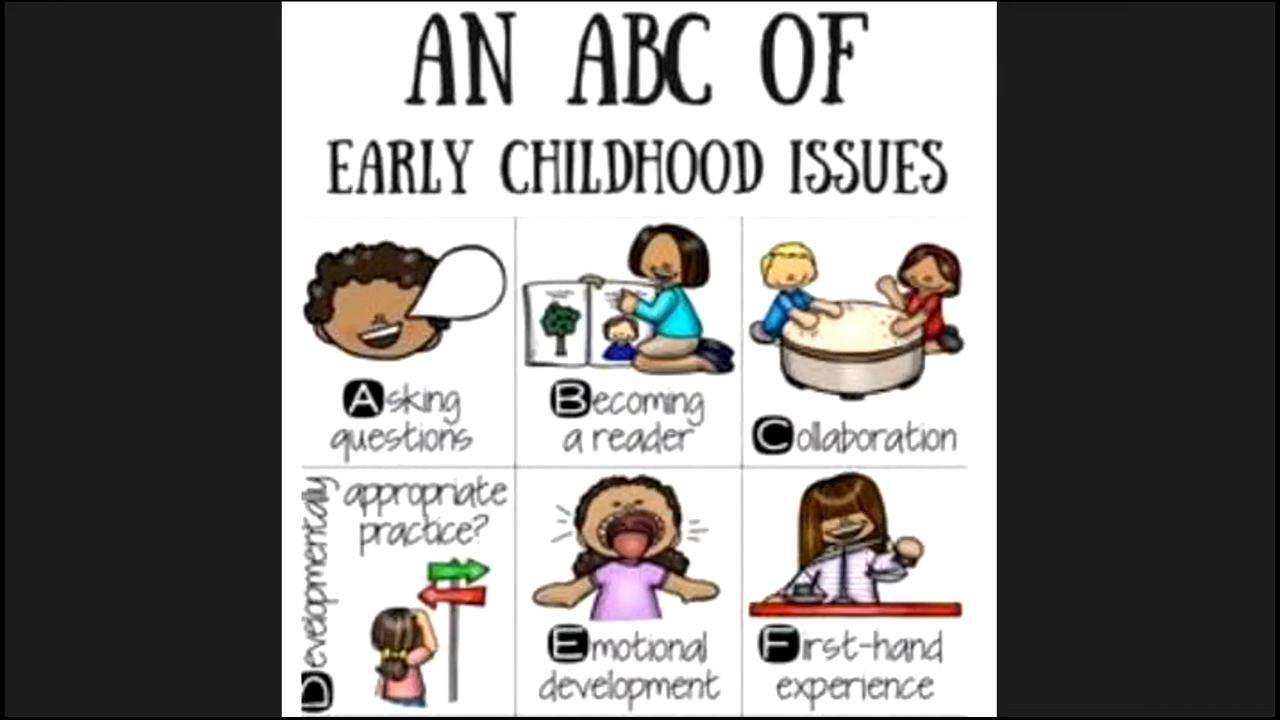 AN ABC OF
EARLY CHILDHOOD ISSUES
Asking
questions
Becoming
a reader
Collaboration
Developmentally
appropriate
practice?
Emotional
development
First-hand
experience